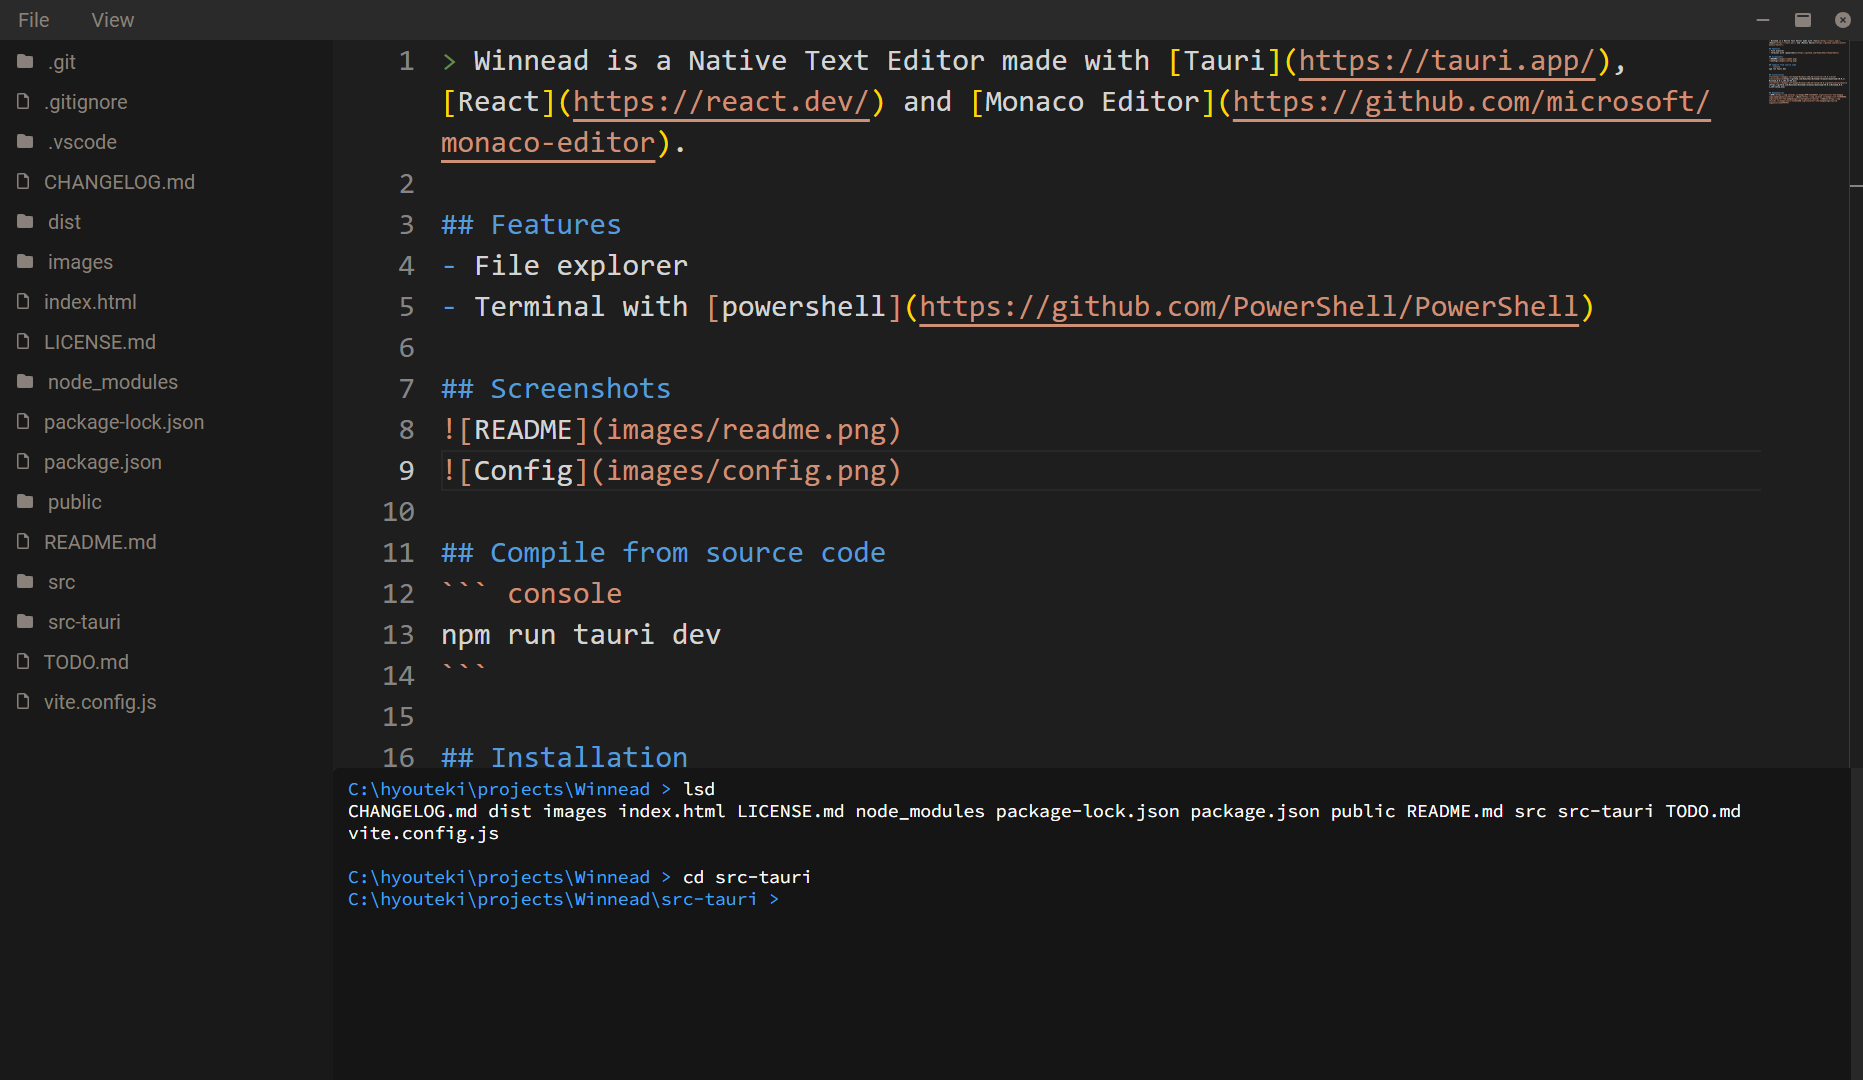 File View
.git
.gitignore
.vscode
CHANGELOG.md
dist
images
index.html
LICENSE.md
node_modules
package-lock.json
package.json
public
README.md
src
src-tauri
TODO.md
vite.config.js
1 > Winnead is a Native Text Editor made with [Tauri](https://tauri.app/),
[React](https://react.dev/) and [Monaco Editor](https://github.com/microsoft/
monaco-editor).
2
3 ## Features
4 - File explorer
5 - Terminal with [powershell](https://github.com/PowerShell/PowerShell)
6
7 ## Screenshots
8 ![README](images/readme.png)
9 ![Config](images/config.png)
10
11 ## Compile from source code
12 ``` console
13 npm run tauri dev
14 ```
15
16 ## Installation
C:\hyouteki\projects\Winnead > lsd
CHANGELOG.md dist images index.html LICENSE.md node_modules package-lock.json package.json public README.md src src-tauri TODO.md
vite.config.js
C:\hyouteki\projects\Winnead > cd src-tauri
C:\hyouteki\projects\Winnead\src-tauri >